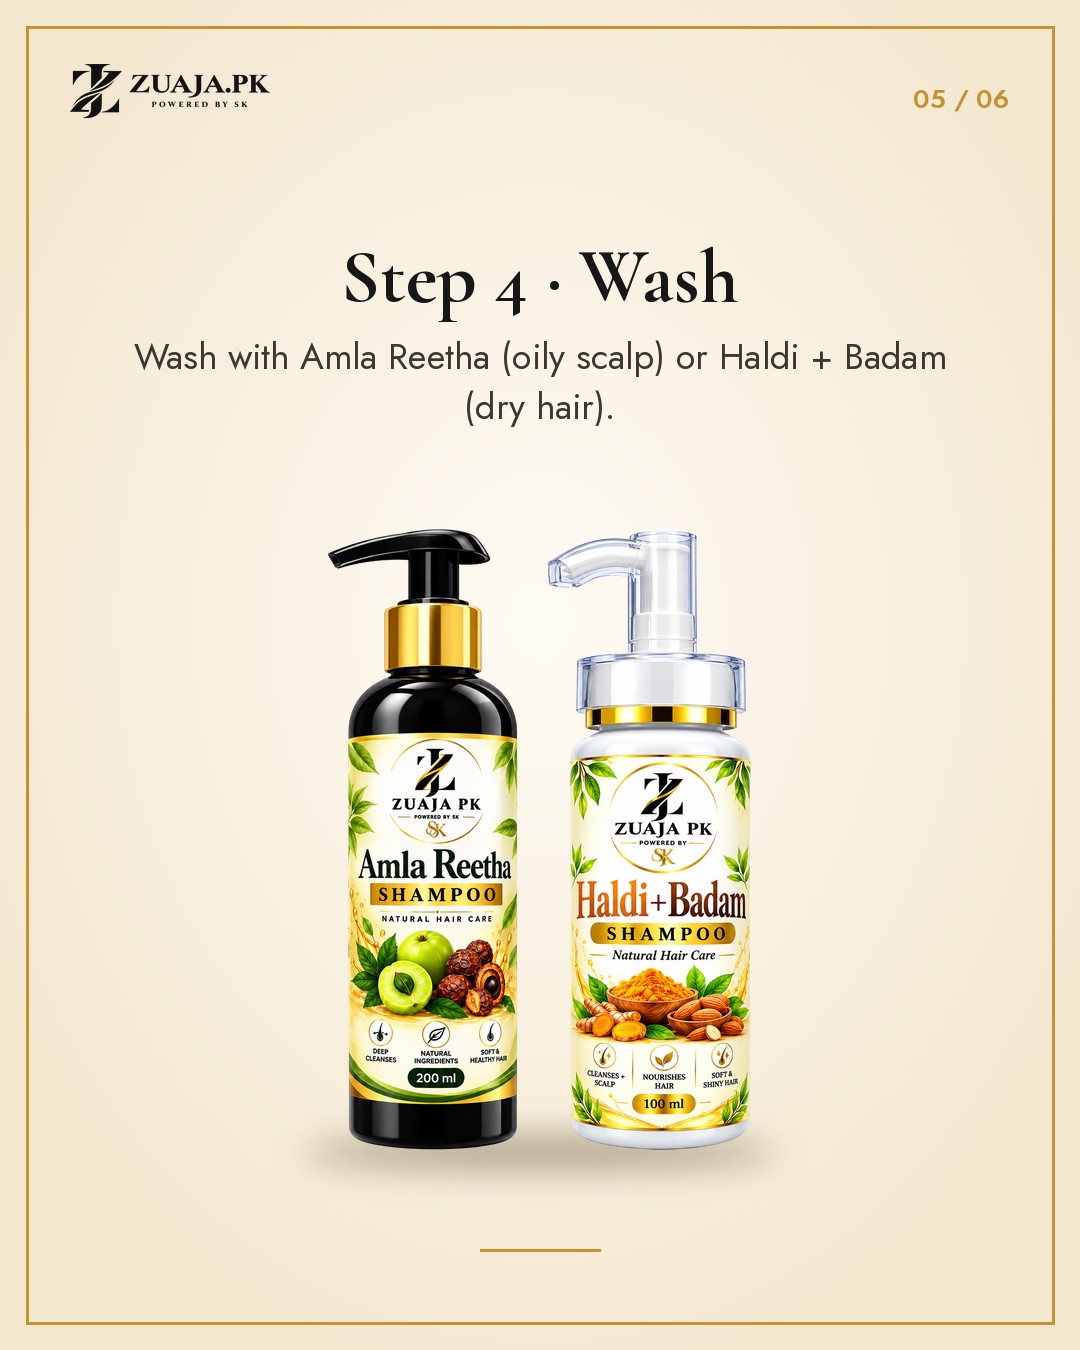 ZUAJA.PK
POWERED BY SK
05 / 06
Step 4 · Wash
Wash with Amla Reetha (oily scalp) or Haldi + Badam
(dry hair).
ZUAJA PK
POWERED BY SK
SK
Amla Reetha
SHAMPOO
NATURAL HAIR CARE
DEEP
CLEANSES
NATURAL
INGREDIENTS
SOFT &
HEALTHY HAIR
200 ml
ZUAJA PK
POWERED BY
SK
Haldi+Badam
SHAMPOO
Natural Hair Care
CLEANSES +
SCALP
NOURISHES
HAIR
SOFT &
SHINY HAIR
100 ml